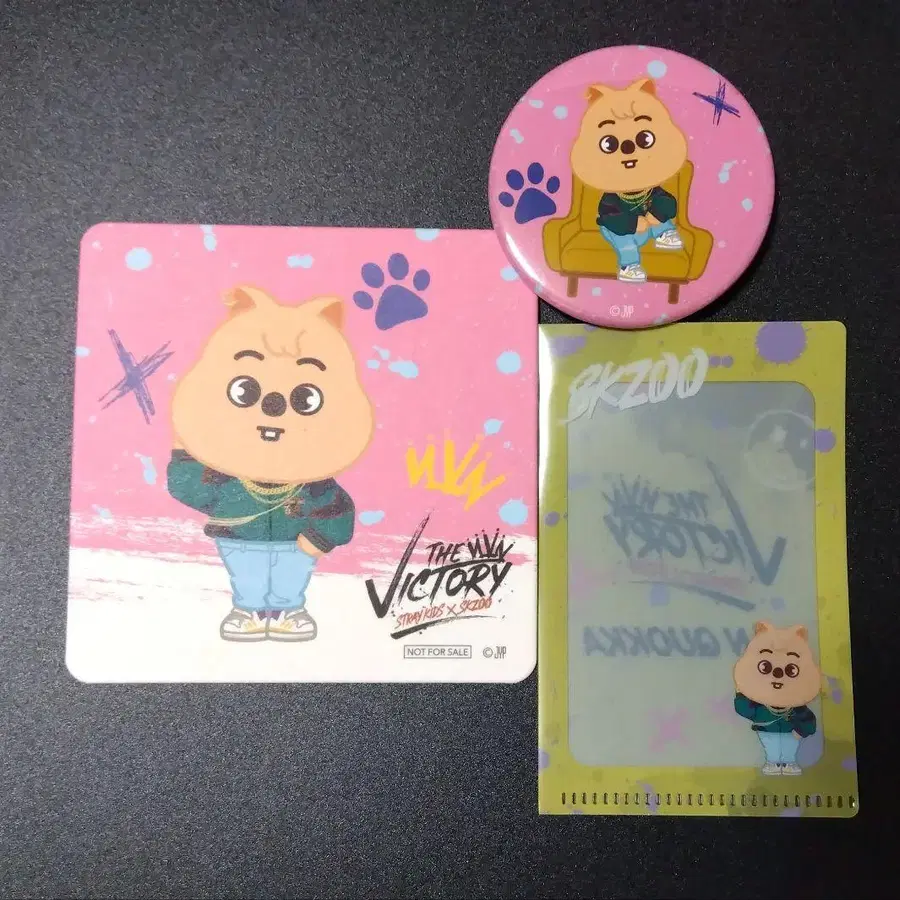 © JYP
THE
VICTORY
STRAY KIDS × SKZOO
NOT FOR SALE © JYP
SKZOO
THE
VICTORY
N QUOKKA